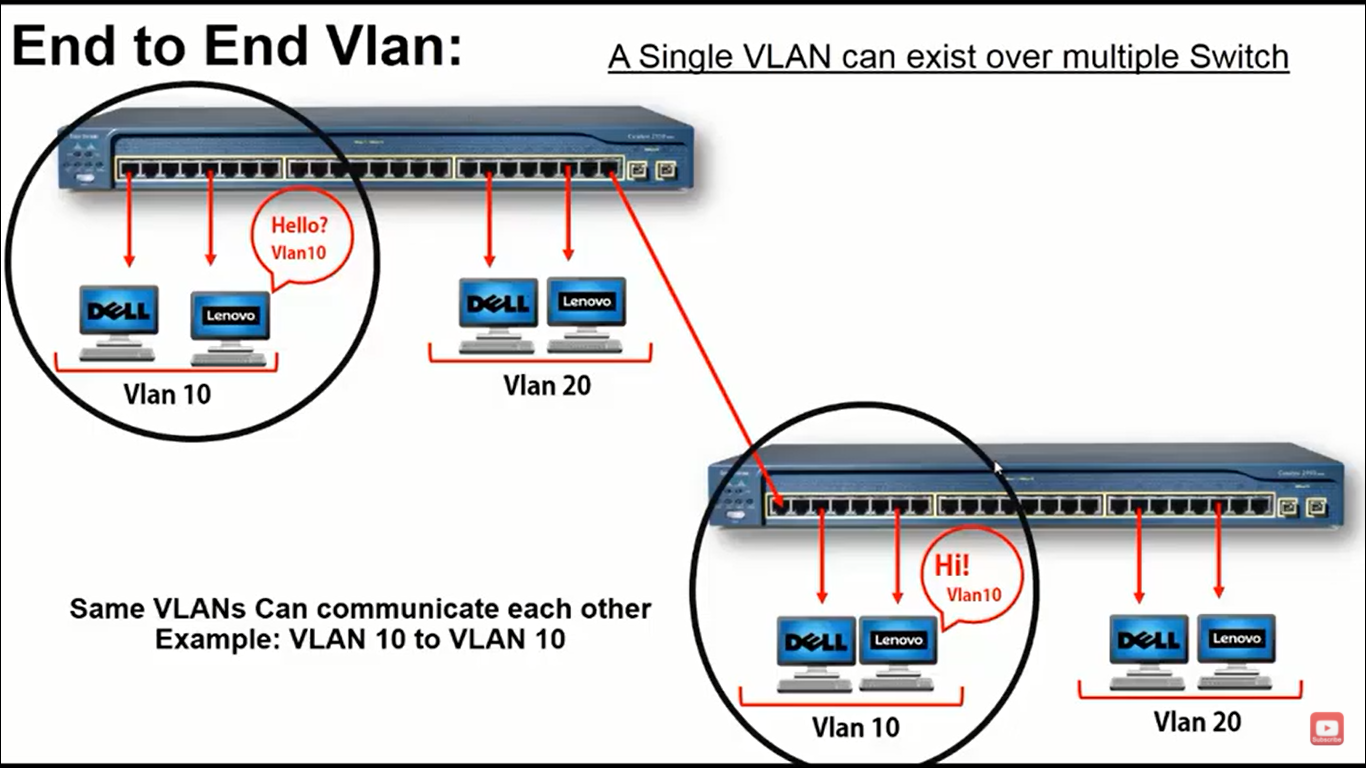 End to End Vlan:
A Single VLAN can exist over multiple Switch
Hello?
Vlan10
DELL
Lenovo
Vlan 10
DELL
Lenovo
Vlan 20
Same VLANs Can communicate each other
Example: VLAN 10 to VLAN 10
Hi!
Vlan10
DELL
Lenovo
Vlan 10
DELL
Lenovo
Vlan 20
Subscribe